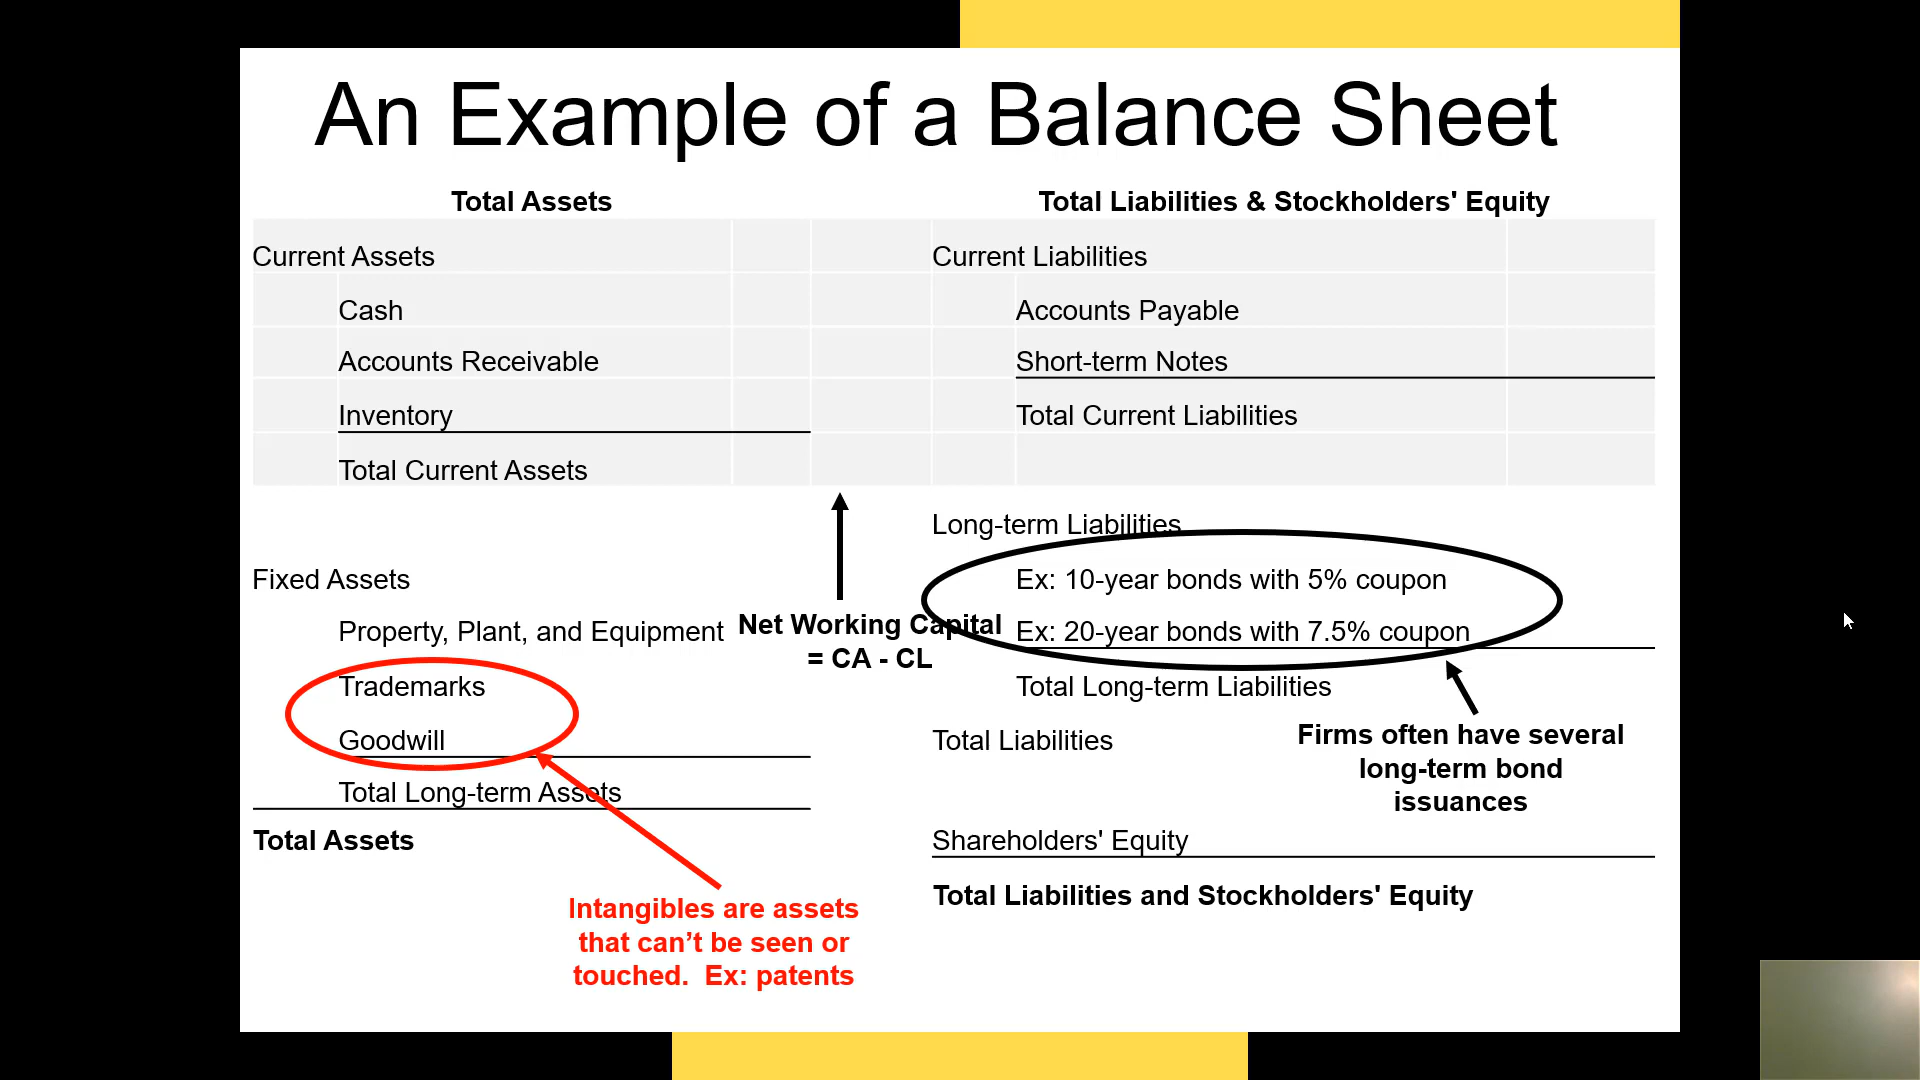 An Example of a Balance Sheet
Total Assets
Current Assets
Cash
Accounts Receivable
Inventory
Total Current Assets
Fixed Assets
Property, Plant, and Equipment
Trademarks
Goodwill
Total Long-term Assets
Total Assets
Intangibles are assets
that can’t be seen or
touched. Ex: patents
Net Working Capital
= CA - CL
Total Liabilities & Stockholders' Equity
Current Liabilities
Accounts Payable
Short-term Notes
Total Current Liabilities
Long-term Liabilities
Ex: 10-year bonds with 5% coupon
Ex: 20-year bonds with 7.5% coupon
Total Long-term Liabilities
Total Liabilities
Firms often have several
long-term bond
issuances
Shareholders' Equity
Total Liabilities and Stockholders' Equity